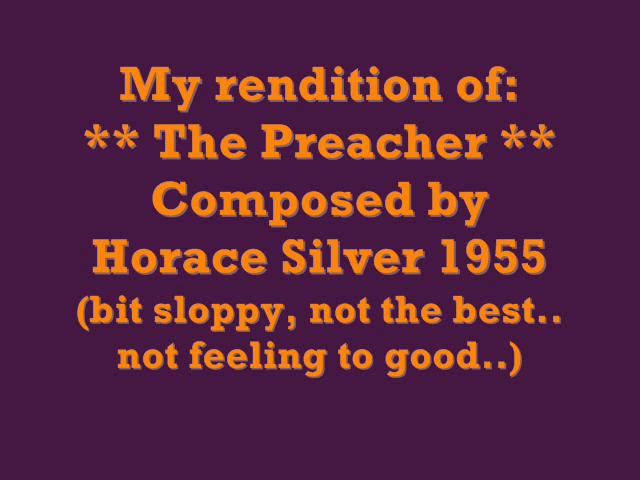 My rendition of:
** The Preacher **
Composed by
Horace Silver 1955
(bit sloppy, not the best..
not feeling to good..)